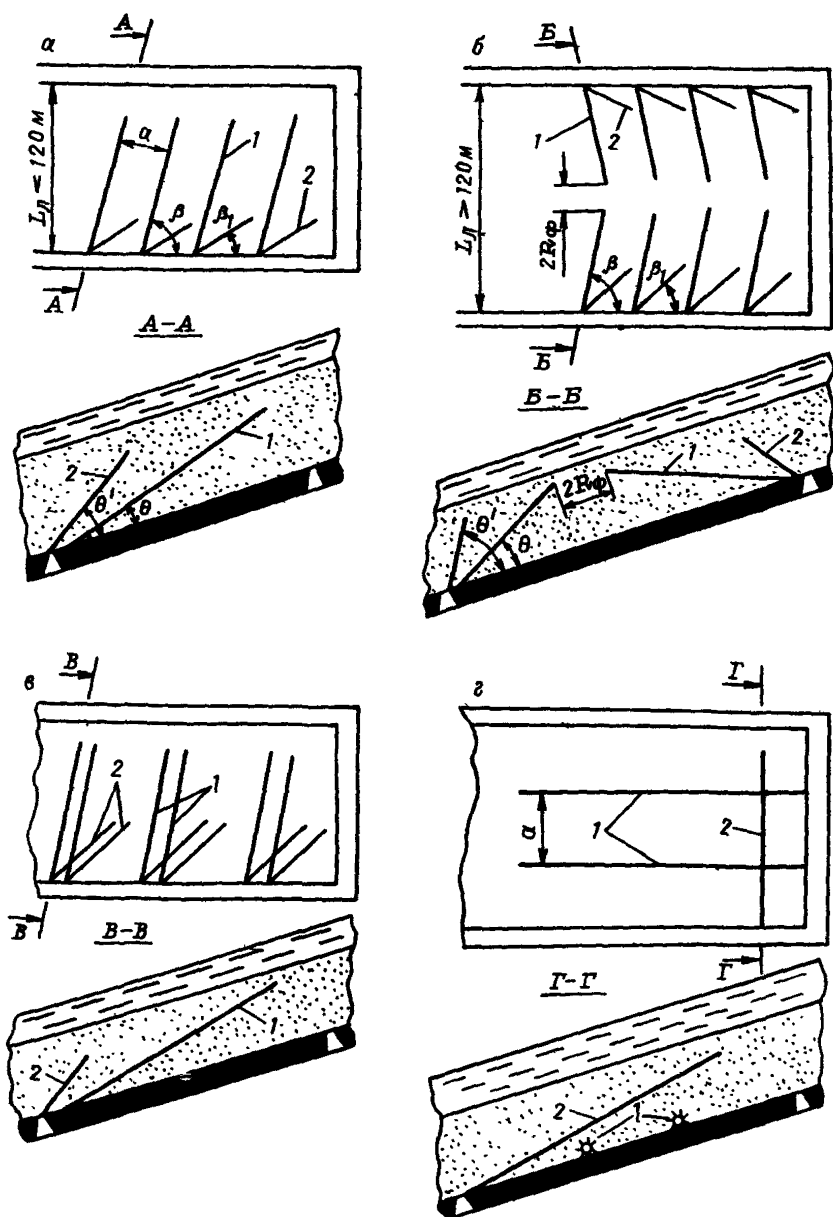 а
А
А
Lл < 120 м
а
1
2
β
β1
А-А
2
1
θ'
θ
б
Б
Б
Lл > 120 м
1
2
2Rф
β
β1
Б-Б
1
2
2Rф
θ'
θ
в
В
В
2
1
В-В
1
2
г
Г
Г
а
1
2
Г-Г
2
1